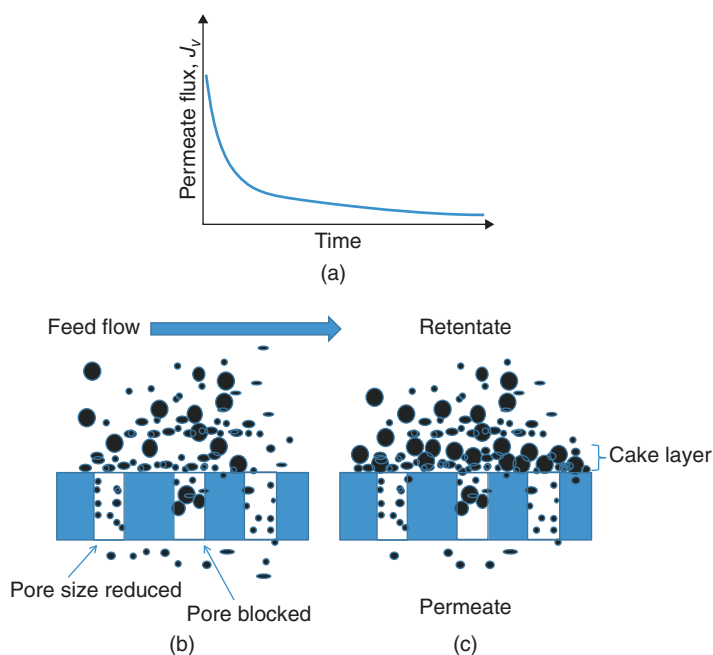 Permeate flux, Jv
Time
(a)
Feed flow
Retentate
Cake layer
Pore size reduced
Pore blocked
Permeate
(b)
(c)